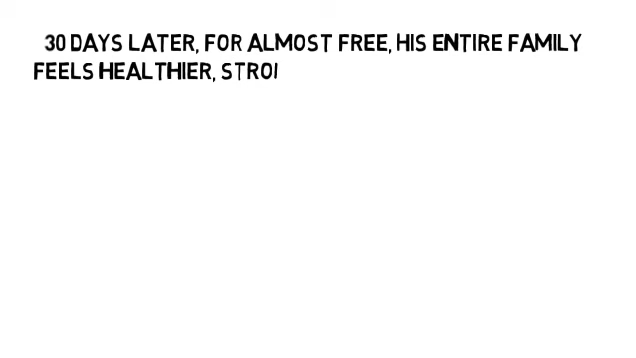 30 DAYS LATER, FOR ALMOST FREE, HIS ENTIRE FAMILY
FEELS HEALTHIER,